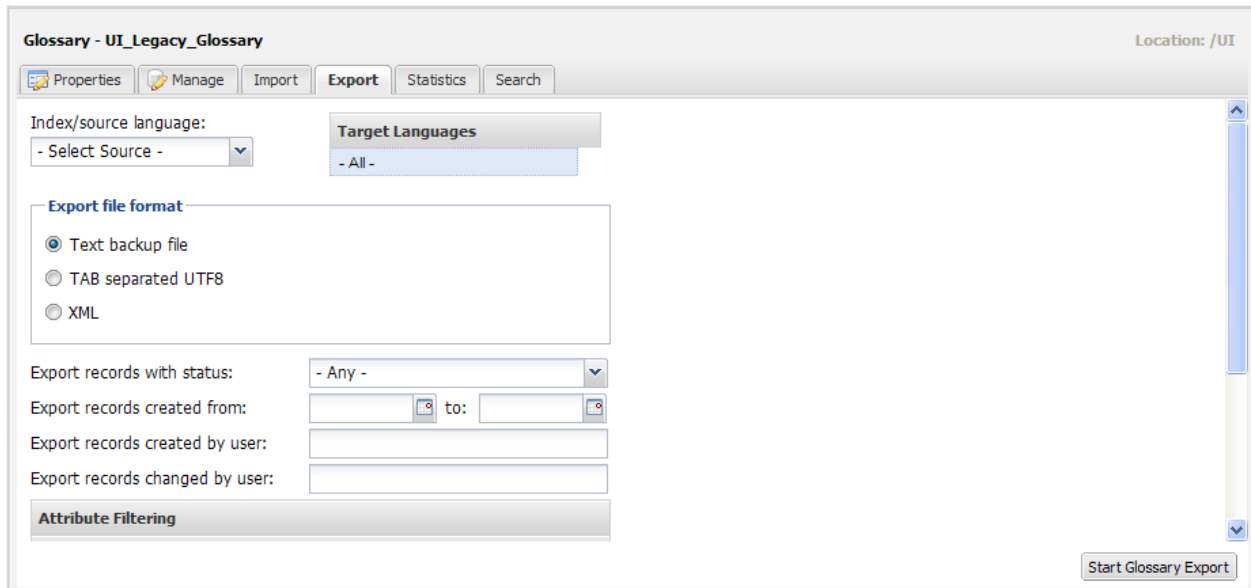 Glossary - UI_Legacy_Glossary Location: /UI
Properties Manage Import Export Statistics Search
Index/source language:
- Select Source -
Target Languages
- All -
Export file format
Text backup file
TAB separated UTF8
XML
Export records with status: - Any -
Export records created from: to:
Export records created by user:
Export records changed by user:
Attribute Filtering
Start Glossary Export